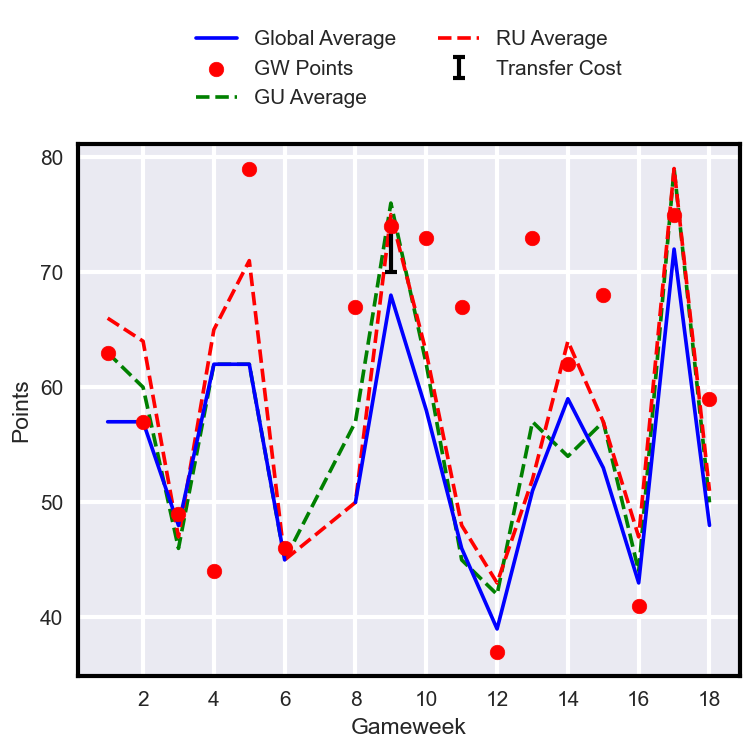 Global Average
GW Points
GU Average
RU Average
Transfer Cost
80
70
60
50
40
Points
2 4 6 8 10 12 14 16 18
Gameweek